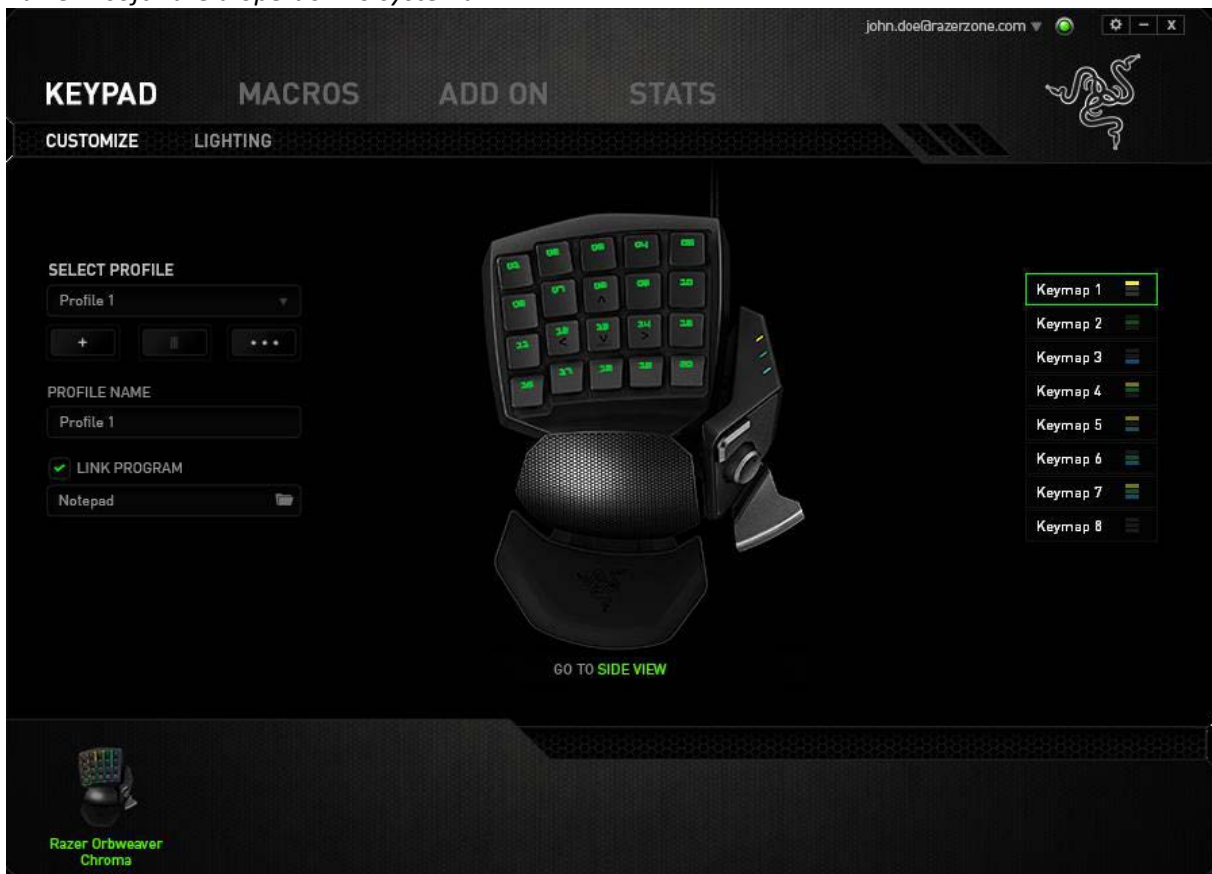 john.doe@razerzone.com
KEYPAD MACROS ADD ON STATS
CUSTOMIZE LIGHTING
SELECT PROFILE
Profile 1
PROFILE NAME
Profile 1
LINK PROGRAM
Notepad
Keymap 1
Keymap 2
Keymap 3
Keymap 4
Keymap 5
Keymap 6
Keymap 7
Keymap 8
GO TO SIDE VIEW
Razer Orbweaver
Chroma